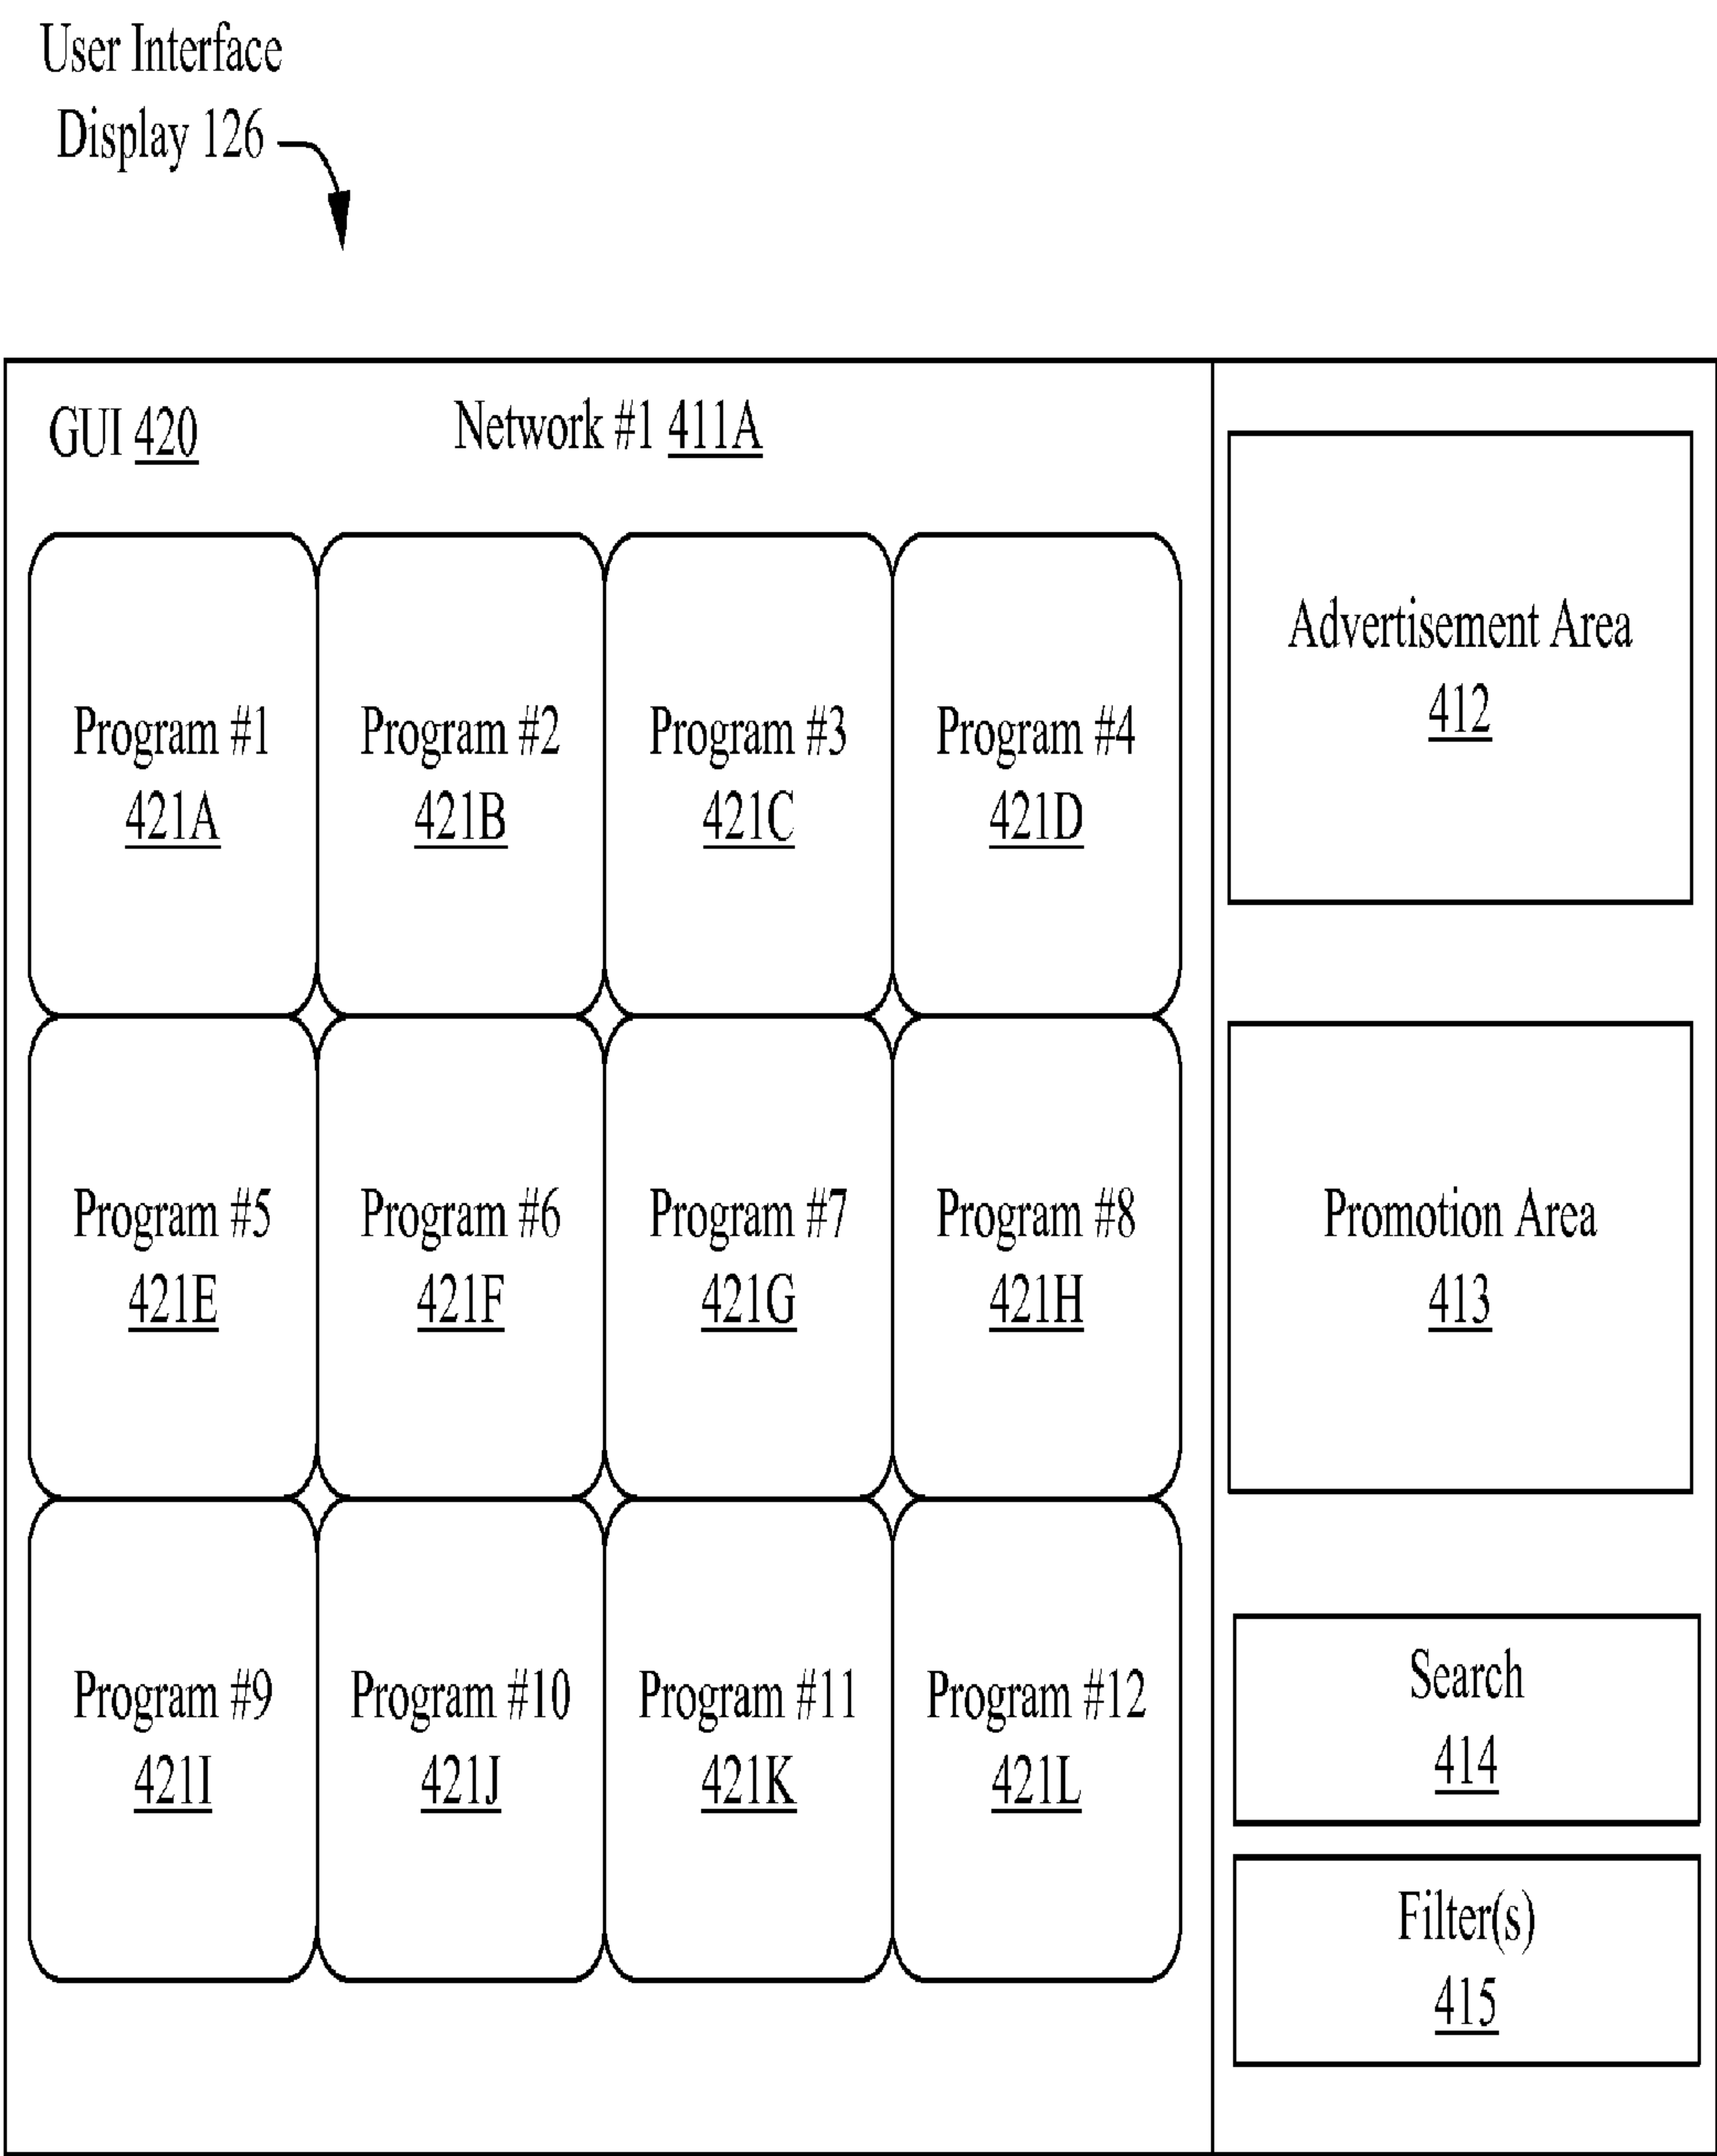 User Interface
Display 126
GUI 420
Network #1 411A
Program #1
421A
Program #2
421B
Program #3
421C
Program #4
421D
Program #5
421E
Program #6
421F
Program #7
421G
Program #8
421H
Program #9
421I
Program #10
421J
Program #11
421K
Program #12
421L
Advertisement Area
412
Promotion Area
413
Search
414
Filter(s)
415